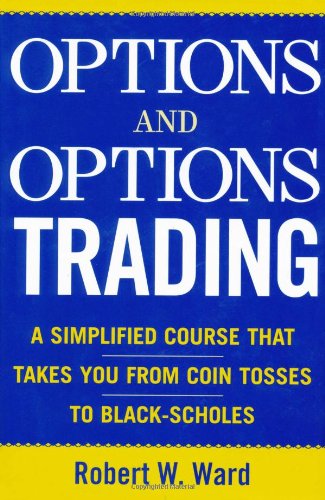 OPTIONS
AND
OPTIONS
TRADING
A SIMPLIFIED COURSE THAT
TAKES YOU FROM COIN TOSSES
TO BLACK-SCHOLES
Robert W. Ward